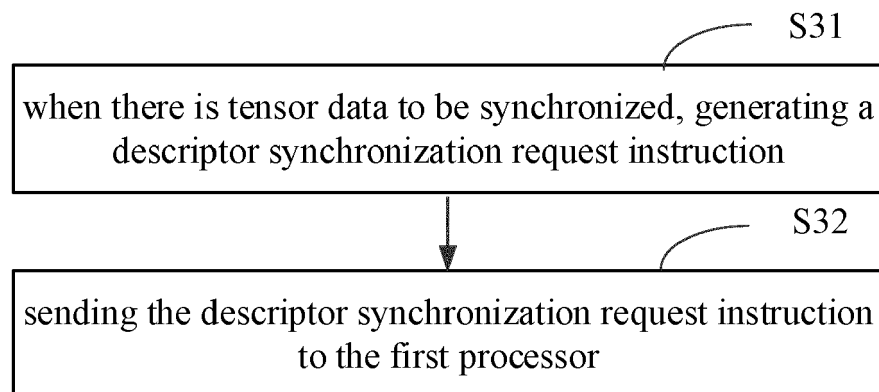 S31
when there is tensor data to be synchronized, generating a
descriptor synchronization request instruction
S32
sending the descriptor synchronization request instruction
to the first processor